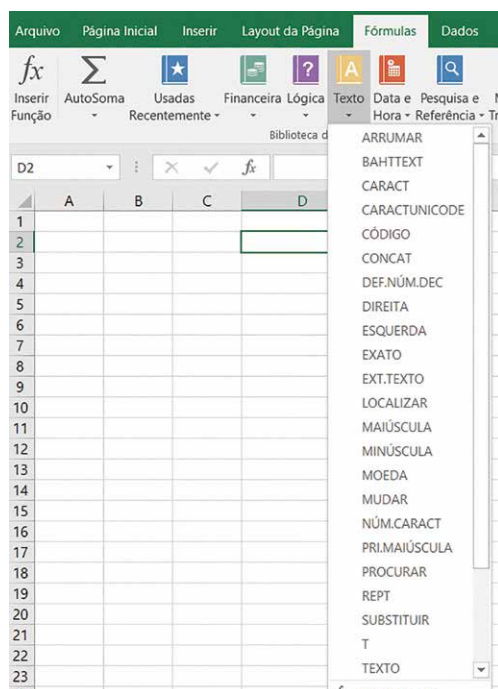 Arquivo Página Inicial Inserir Layout da Página Fórmulas Dados
fx Σ ? A
Inserir AutoSoma Usadas Financeira Lógica Texto Data e Pesquisa e
Função Recentemente Hora Referência
Biblioteca d
D2 fx
A B C D
1
2
3
4
5
6
7
8
9
10
11
12
13
14
15
16
17
18
19
20
21
22
23
ARRUMAR
BAHTTEXT
CARACT
CARACTUNICODE
CÓDIGO
CONCAT
DEF.NÚM.DEC
DIREITA
ESQUERDA
EXATO
EXT.TEXTO
LOCALIZAR
MAIÚSCULA
MINÚSCULA
MOEDA
MUDAR
NÚM.CARACT
PRI.MAIÚSCULA
PROCURAR
REPT
SUBSTITUIR
T
TEXTO